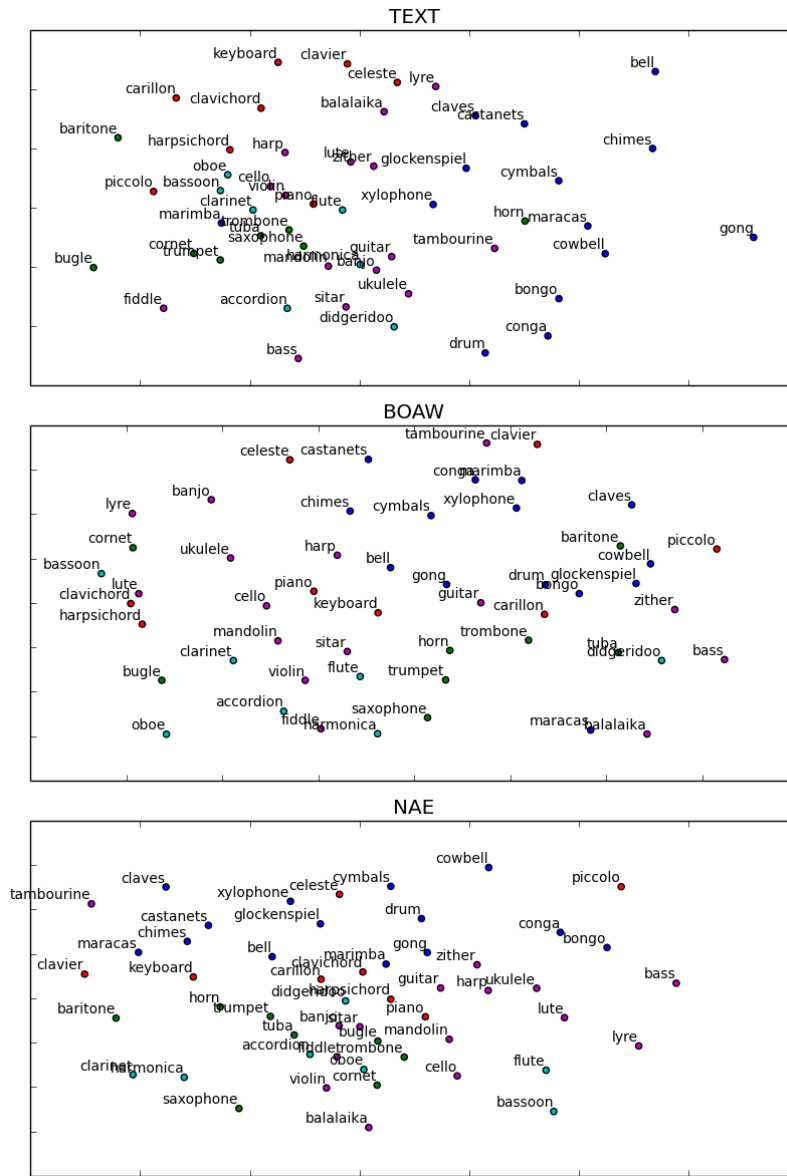 TEXT
keyboard
clavier
celeste
lyre
bell
carillon
clavichord
balalaika
claves
castanets
baritone
harpsichord
harp
lute
zither
glockenspiel
chimes
oboe
cello
cymbals
piccolo
bassoon
violin
piano
flute
xylophone
clarinet
marimba
trombone
horn
maracas
tuba
saxophone
gong
cornet
trumpet
mandolin
harmonica
guitar
banjo
tambourine
cowbell
bugle
ukulele
fiddle
accordion
sitar
didgeridoo
bongo
conga
drum
bass
BOAW
tambourine
clavier
celeste
castanets
conga
marimba
banjo
lyre
chimes
cymbals
xylophone
claves
cornet
ukulele
harp
baritone
piccolo
bassoon
bell
cowbell
lute
clavichord
piano
gong
drum
bongo
glockenspiel
harpsichord
cello
keyboard
guitar
carillon
zither
mandolin
sitar
horn
trombone
tuba
clarinet
didgeridoo
bass
bugle
violin
flute
trumpet
accordion
saxophone
oboe
fiddle
harmonica
maracas
balalaika
NAE
cowbell
claves
celeste
cymbals
piccolo
tambourine
xylophone
castanets
glockenspiel
drum
chimes
conga
maracas
bell
marimba
gong
bongo
clavier
keyboard
carillon
clavichord
zither
didgeridoo
harpsichord
guitar
harp
ukulele
bass
baritone
horn
trumpet
banjo
sitar
piano
lute
tuba
bugle
mandolin
lyre
accordion
fiddle
trombone
clarinet
harmonica
oboe
cello
flute
violin
cornet
saxophone
bassoon
balalaika